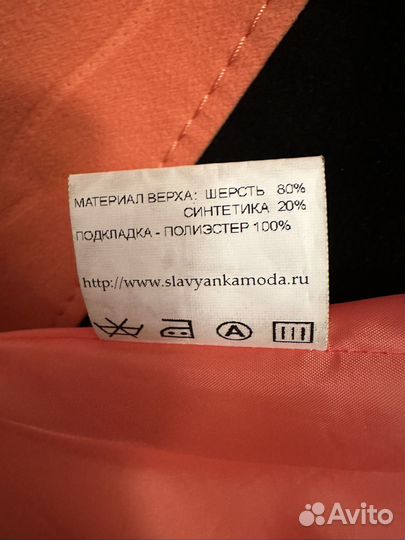 МАТЕРИАЛ ВЕРХА: ШЕРСТЬ 80%
СИНТЕТИКА 20%
ПОДКЛАДКА - ПОЛИЭСТЕР 100%
http://www.slavyankamoda.ru
A
Avito